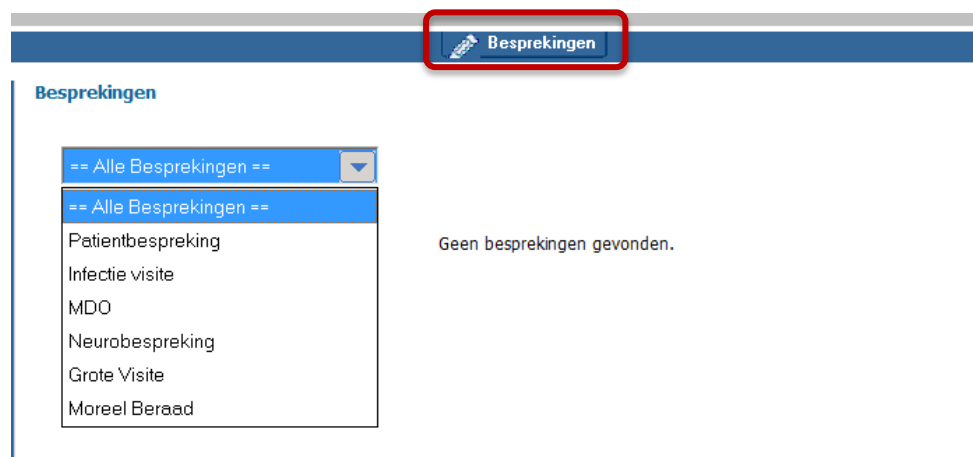 Besprekingen
Besprekingen
== Alle Besprekingen ==
== Alle Besprekingen ==
Patientbespreking
Geen besprekingen gevonden.
Infectie visite
MDO
Neurobespreking
Grote Visite
Moreel Beraad